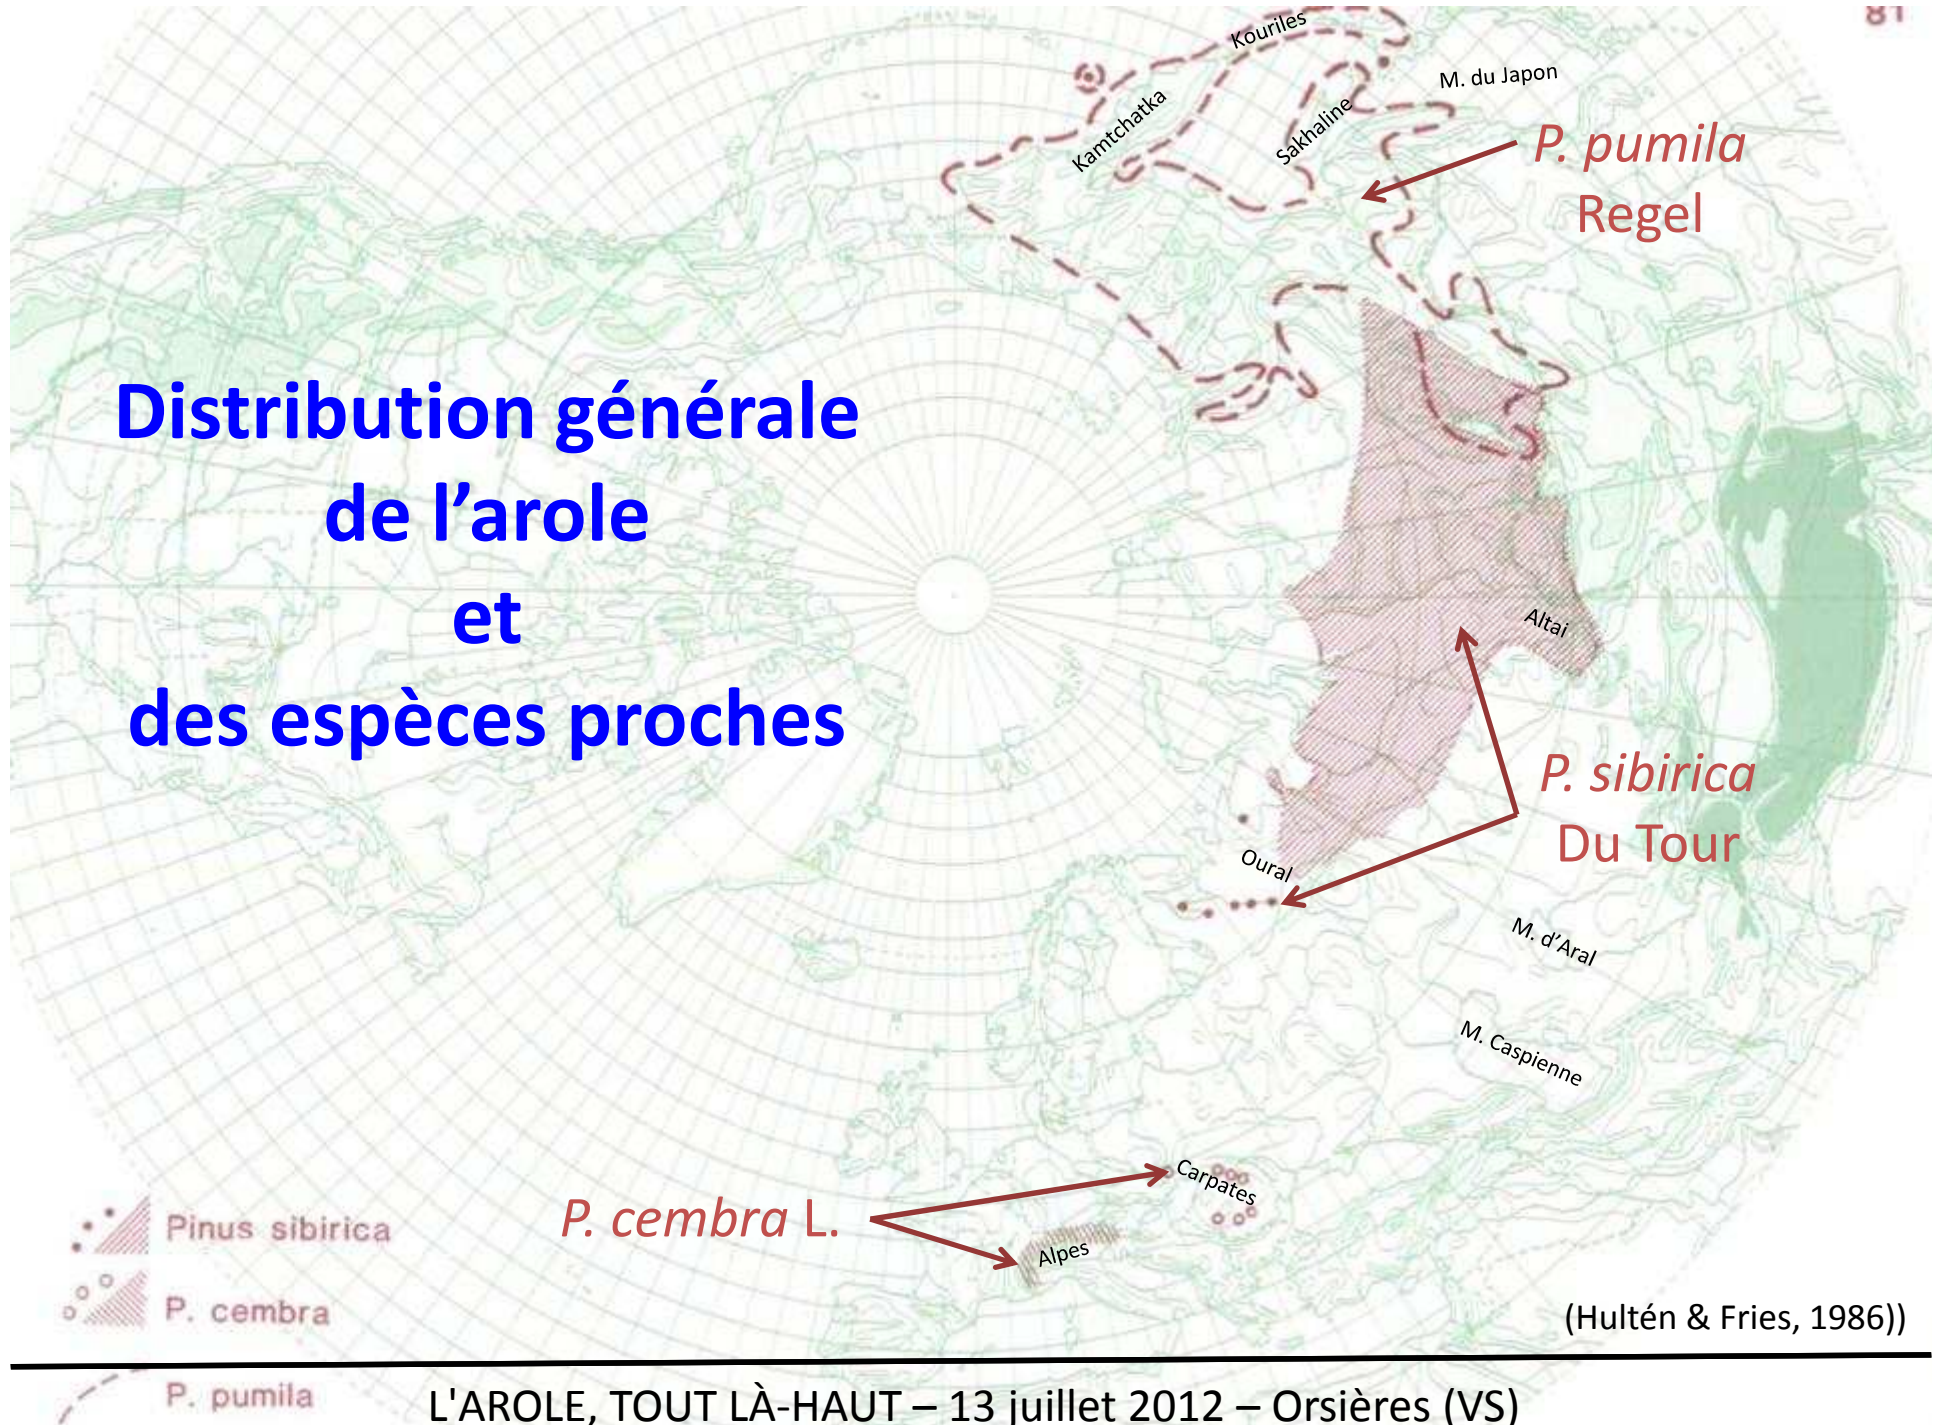 81
Kouriles
M. du Japon
Kamtchatka
Sakhaline
P. pumila
Regel
Distribution générale
de l’arole
et
des espèces proches
Altai
P. sibirica
Du Tour
Oural
M. d’Aral
M. Caspienne
Carpates
P. cembra L.
Alpes
Pinus sibirica
P. cembra
(Hultén & Fries, 1986))
P. pumila
L'AROLE, TOUT LÀ-HAUT – 13 juillet 2012 – Orsières (VS)